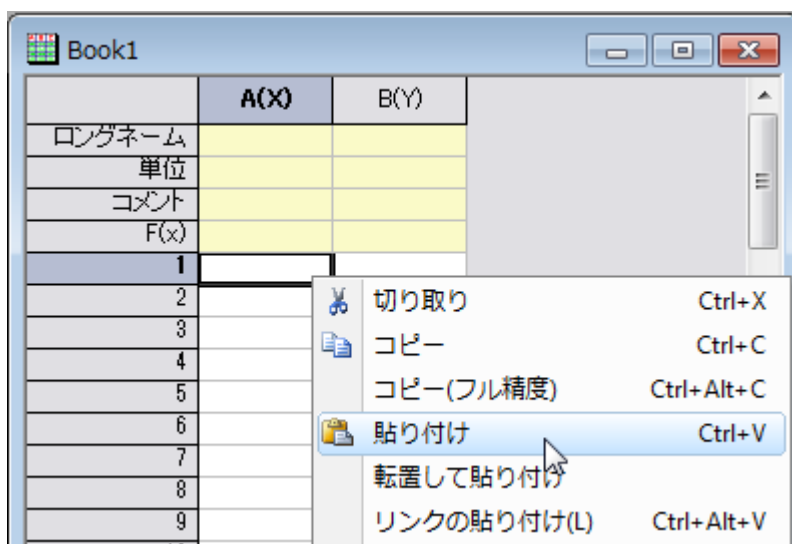 Book1
A(X) B(Y)
ロングネーム
単位
コメント
F(x)
1
2
3
4
5
6
7
8
9
切り取り Ctrl+X
コピー Ctrl+C
コピー(フル精度) Ctrl+Alt+C
貼り付け Ctrl+V
転置して貼り付け
リンクの貼り付け(L) Ctrl+Alt+V